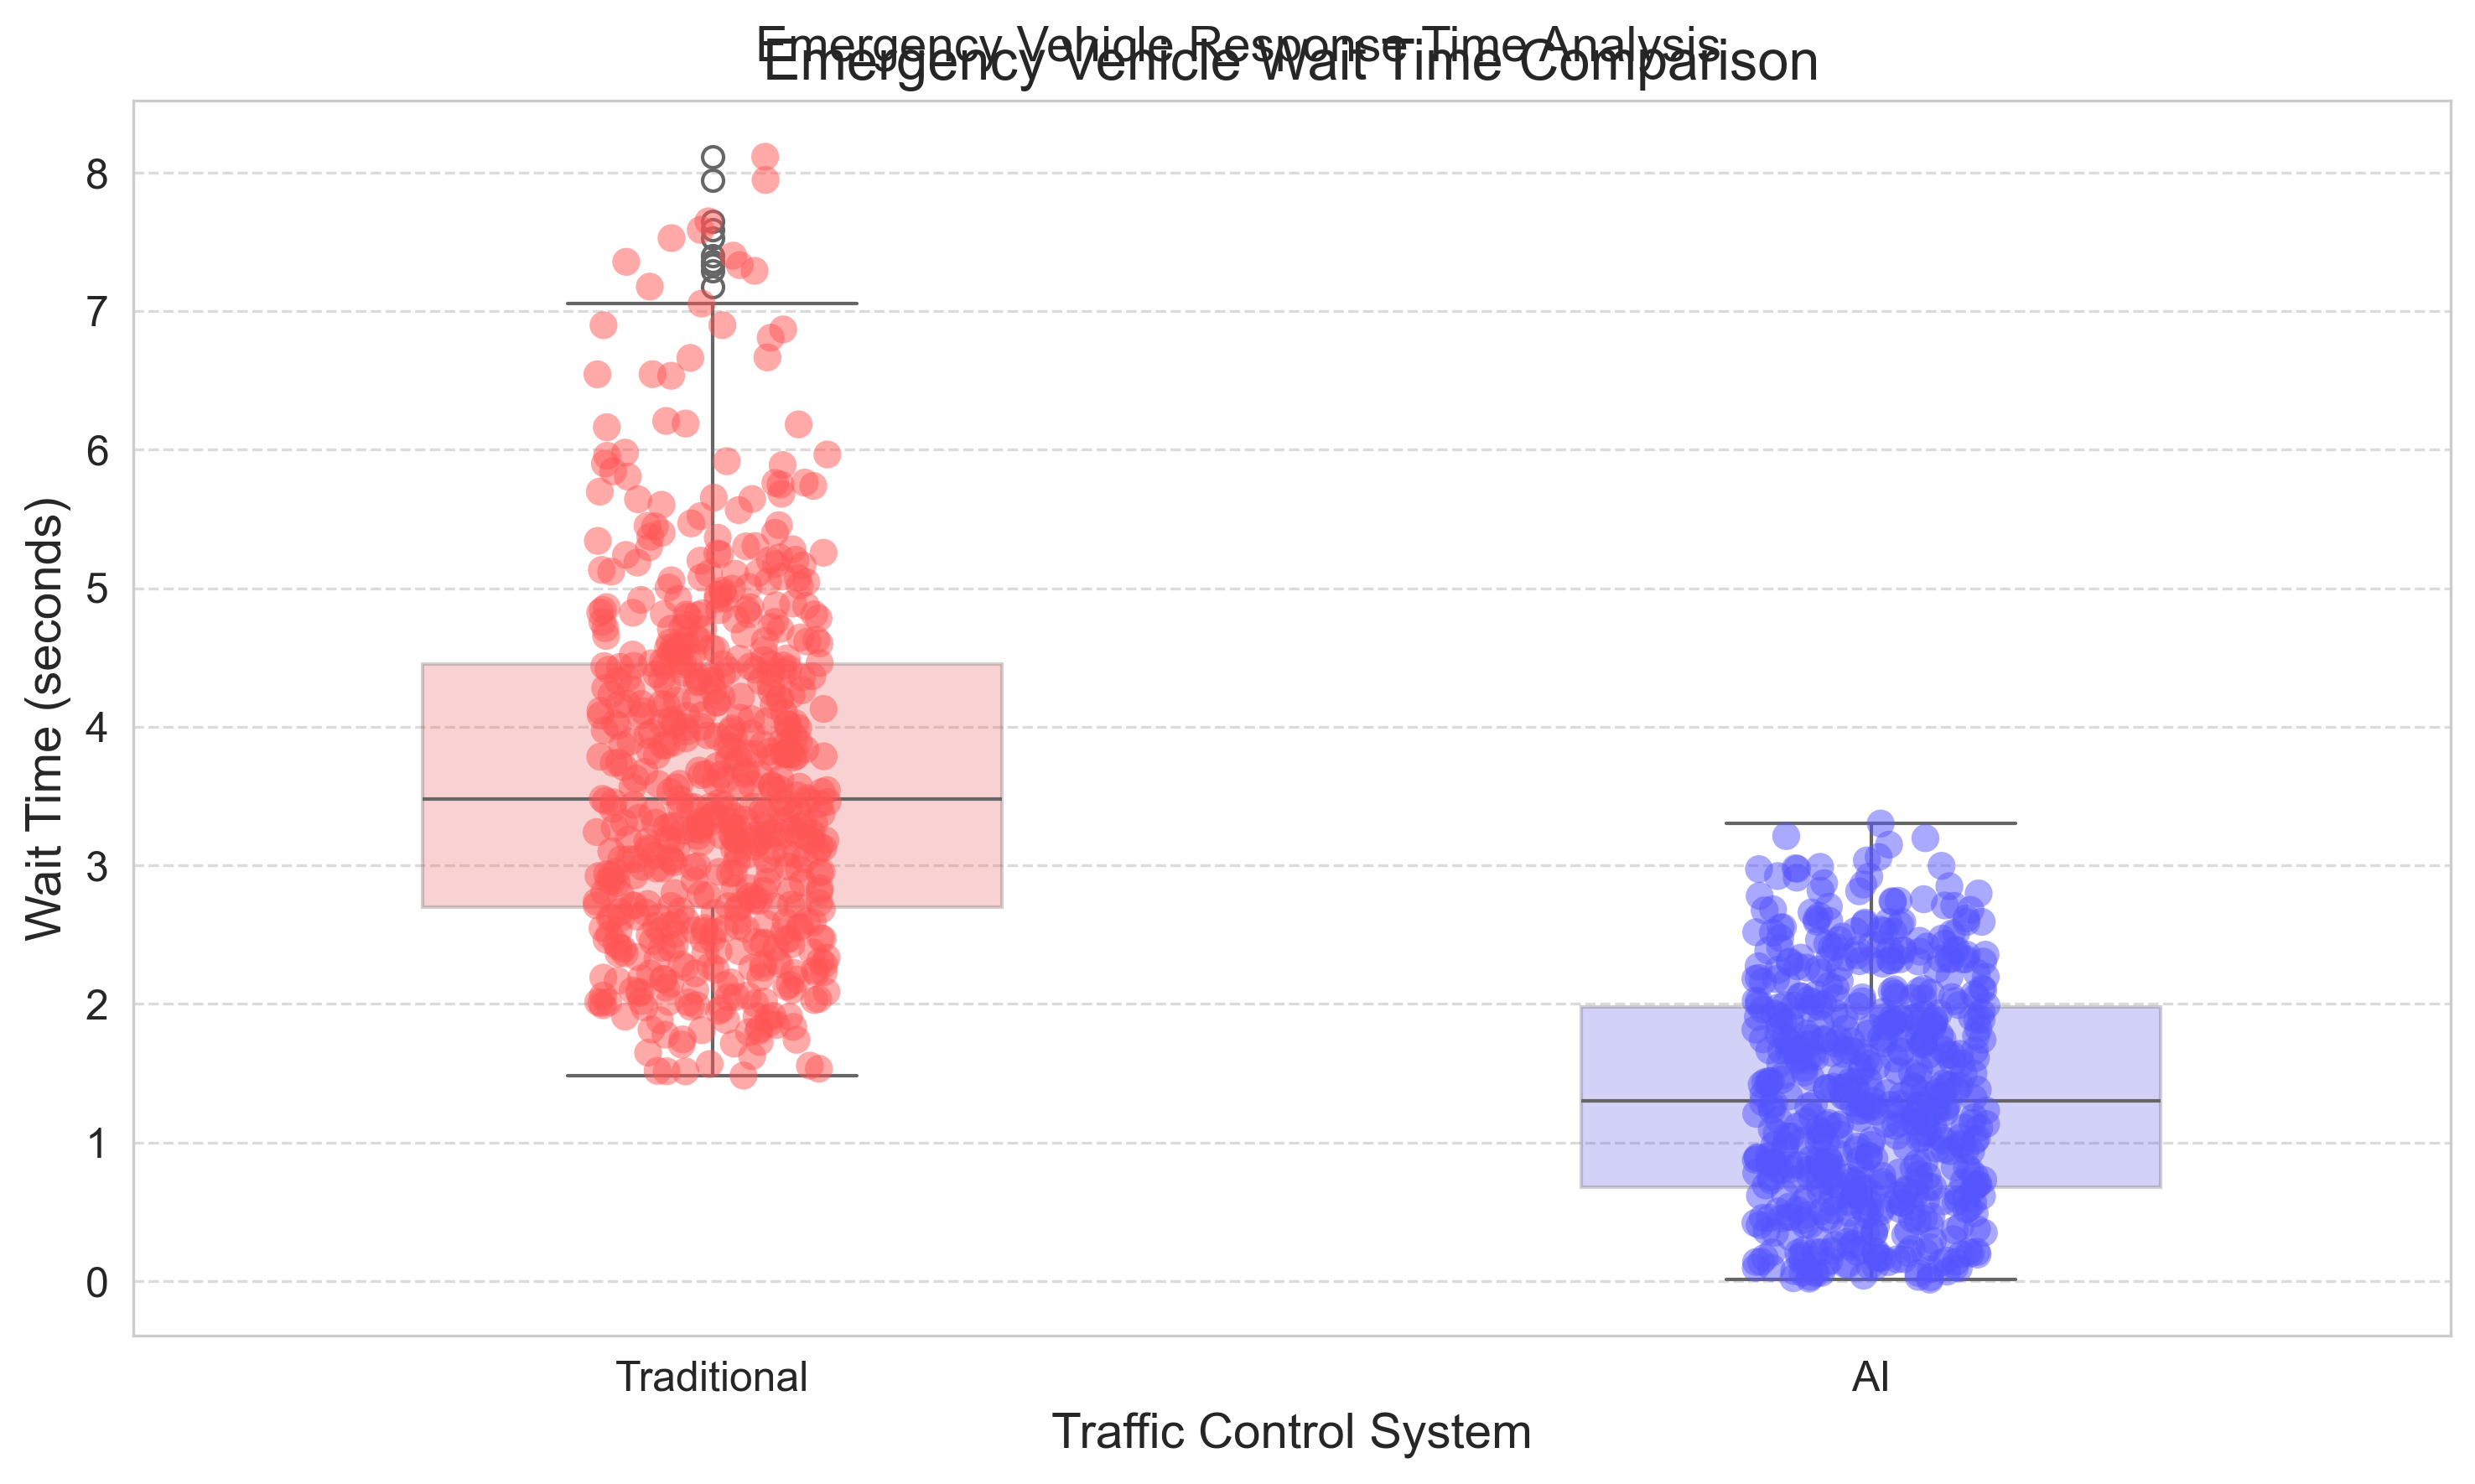 Emergency Vehicle Response Time Analysis
Emergency Vehicle Wait Time Comparison
Wait Time (seconds)
8
7
6
5
4
3
2
1
0
Traditional
AI
Traffic Control System